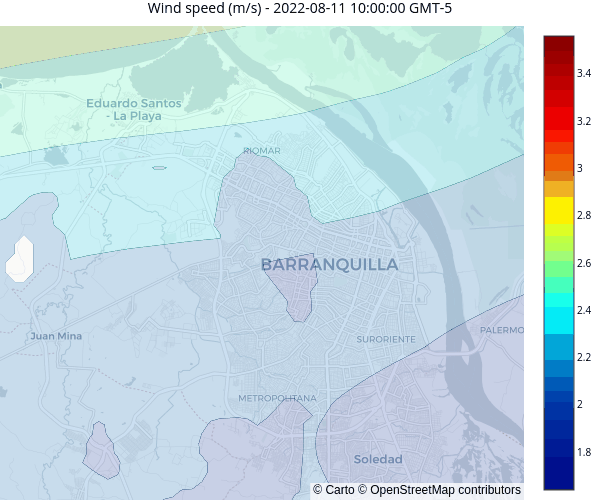 Wind speed (m/s) - 2022-08-11 10:00:00 GMT-5
3.4
3.2
3
2.8
2.6
2.4
2.2
2
1.8
Eduardo Santos
- La Playa
RIOMAR
BARRANQUILLA
Juan Mina
SURORIENTE
PALERMO
METROPOLITANA
Soledad
© Carto © OpenStreetMap contributors